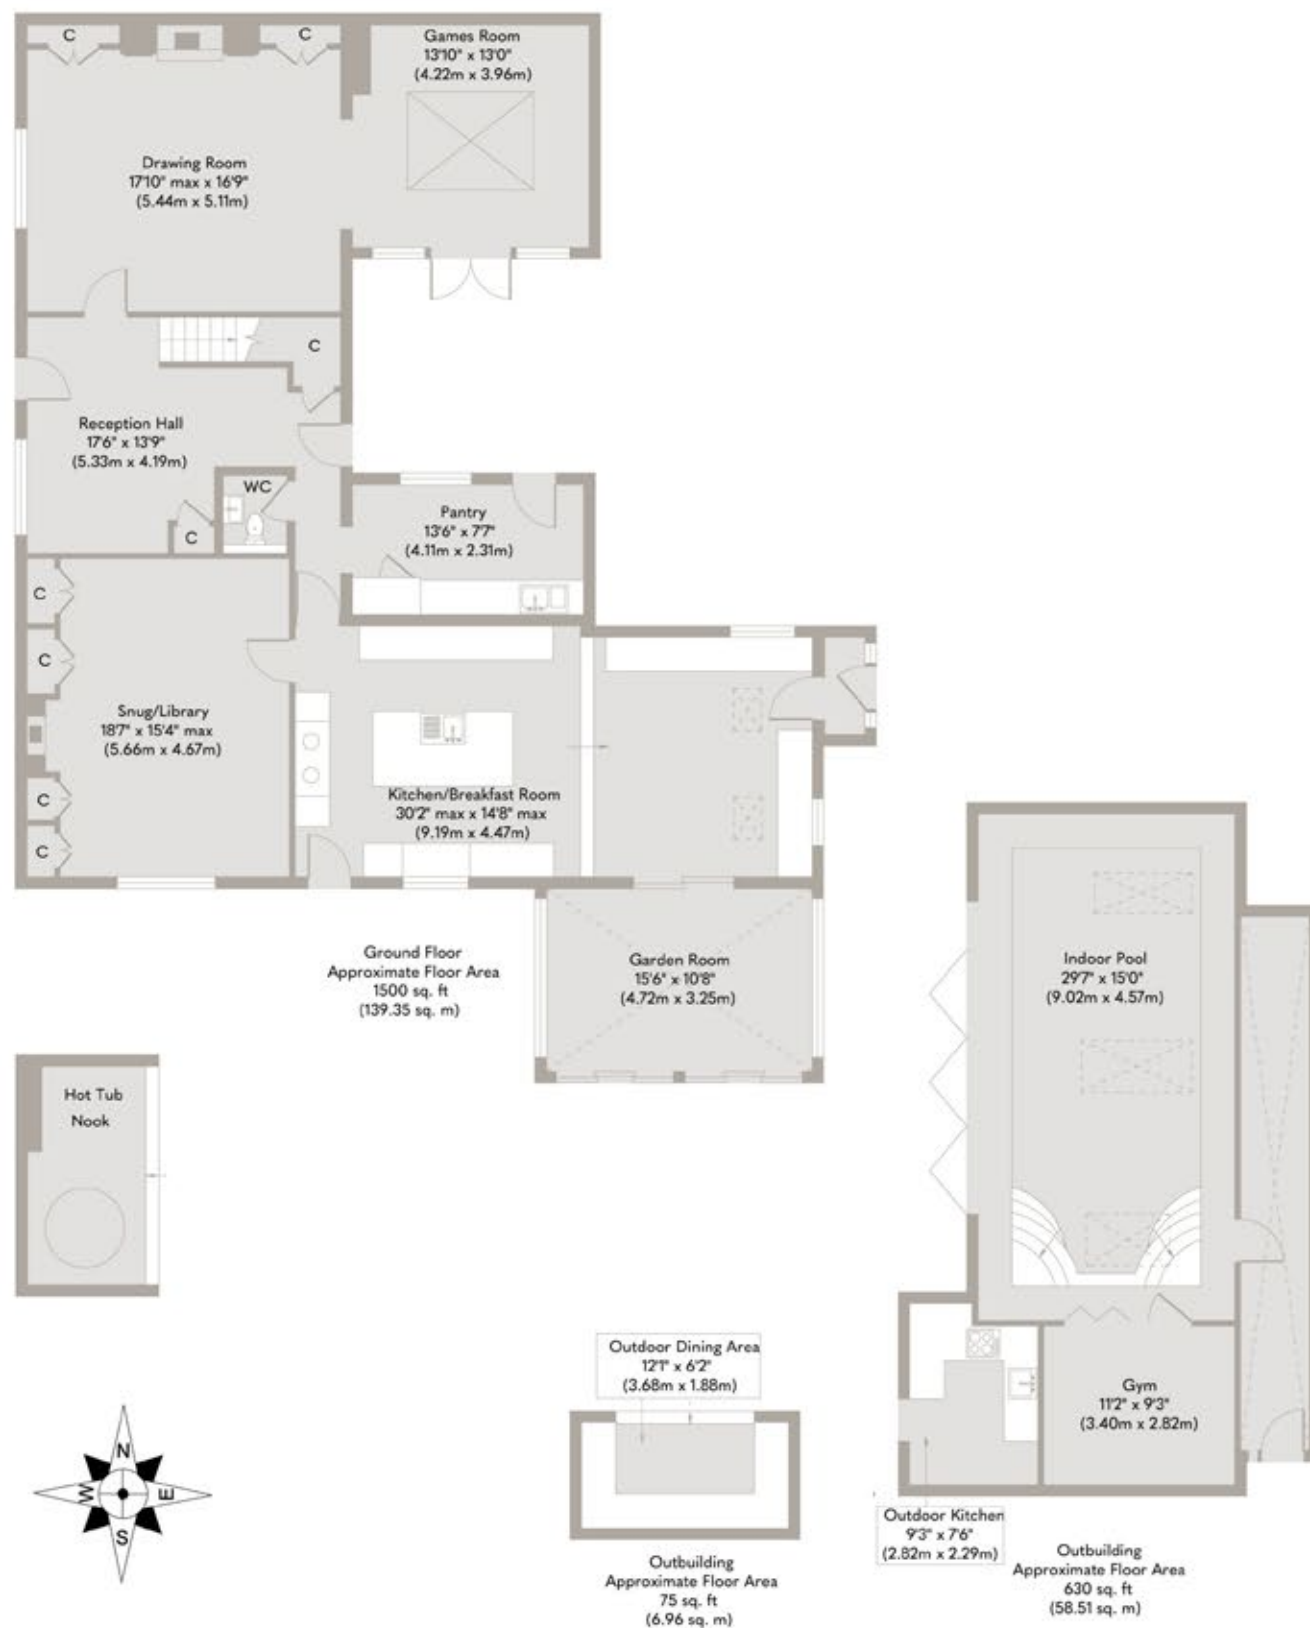 C
C
Games Room
13'10" x 13'0"
(4.22m x 3.96m)
Drawing Room
17'10" max x 16'9"
(5.44m x 5.11m)
C
Reception Hall
17'6" x 13'9"
(5.33m x 4.19m)
WC
C
Pantry
13'6" x 7'7"
(4.11m x 2.31m)
C
C
Snug/Library
18'7" x 15'4" max
(5.66m x 4.67m)
C
C
Kitchen/Breakfast Room
30'2" max x 14'8" max
(9.19m x 4.47m)
Ground Floor
Approximate Floor Area
1500 sq. ft
(139.35 sq. m)
Garden Room
15'6" x 10'8"
(4.72m x 3.25m)
Indoor Pool
29'7" x 15'0"
(9.02m x 4.57m)
Hot Tub
Nook
Outdoor Dining Area
12'1" x 6'2"
(3.68m x 1.88m)
Gym
11'2" x 9'3"
(3.40m x 2.82m)
N
W
E
S
Outdoor Kitchen
9'3" x 7'6"
(2.82m x 2.29m)
Outbuilding
Approximate Floor Area
75 sq. ft
(6.96 sq. m)
Outbuilding
Approximate Floor Area
630 sq. ft
(58.51 sq. m)